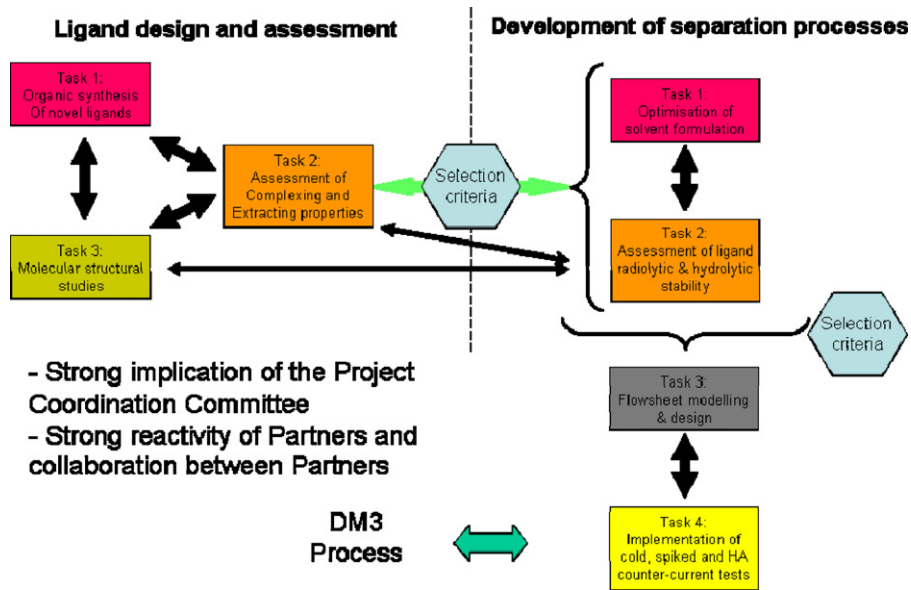 Ligand design and assessment
Task 1:
Organic synthesis
Of novel ligands
Task 2:
Assessment of
Complexing and
Extracting properties
Task 3:
Molecular structural
studies
Selection
criteria
Development of separation processes
Task 1:
Optimisation of
solvent formulation
Task 2:
Assessment of ligand
radiolytic & hydrolytic
stability
Selection
criteria
Task 3:
Flowsheet modelling
& design
Task 4:
Implementation of
cold, spiked and HA
counter-current tests
- Strong implication of the Project
Coordination Committee
- Strong reactivity of Partners and
collaboration between Partners
DM3
Process